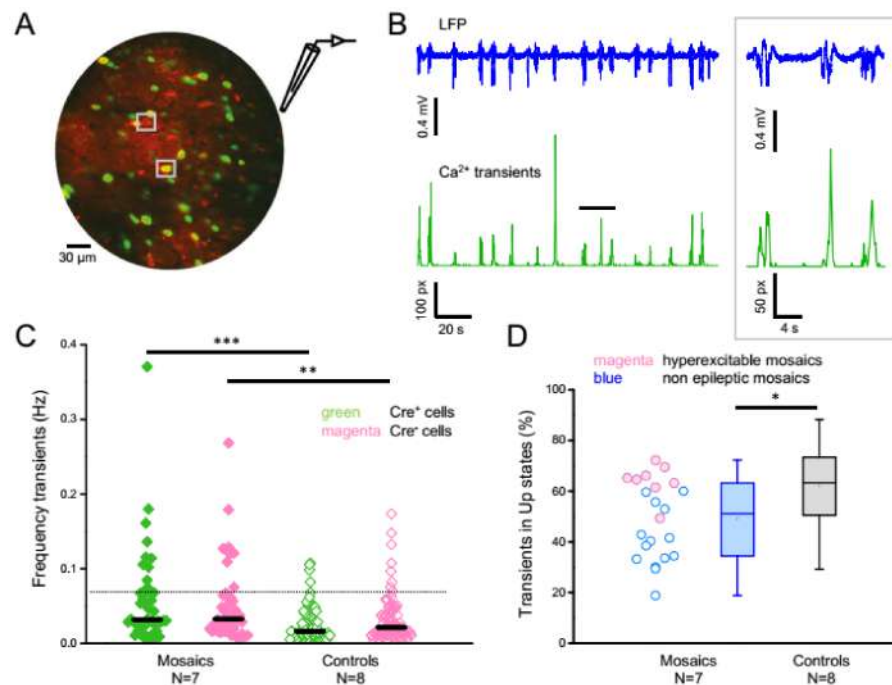 A
30 µm
B
LFP
0.4 mV
0.4 mV
Ca²⁺ transients
100 px
20 s
50 px
4 s
C
***
**
green Cre⁺ cells
magenta Cre⁻ cells
Frequency transients (Hz)
0.4
0.3
0.2
0.1
0.0
Mosaics
N=7
Controls
N=8
D
magenta hyperexcitable mosaics
blue non epileptic mosaics
*
Transients in Up states (%)
100
80
60
40
20
0
Mosaics
N=7
Controls
N=8